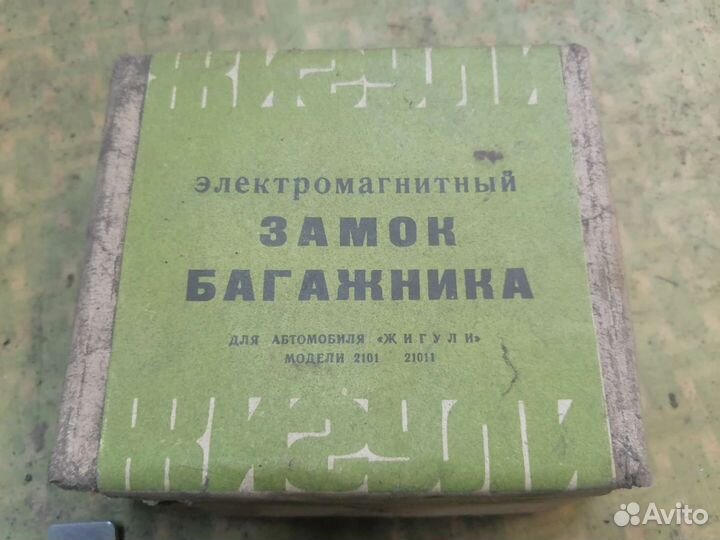 ЖИГУЛИ
электромагнитный
ЗАМОК
БАГАЖНИКА
ДЛЯ АВТОМОБИЛЯ «ЖИГУЛИ»
МОДЕЛИ 2101 21011
ЖИГУЛИ
Avito